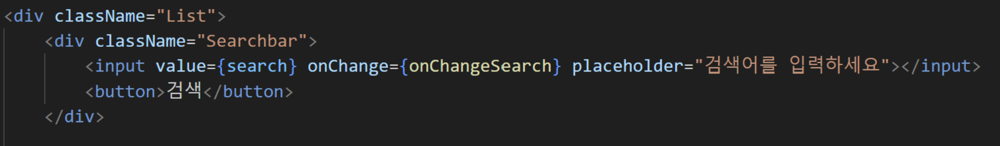 <div className="List">
<div className="Searchbar">
<input value={search} onChange={onChangeSearch} placeholder="검색어를 입력하세요"></input>
<button>검색</button>
</div>